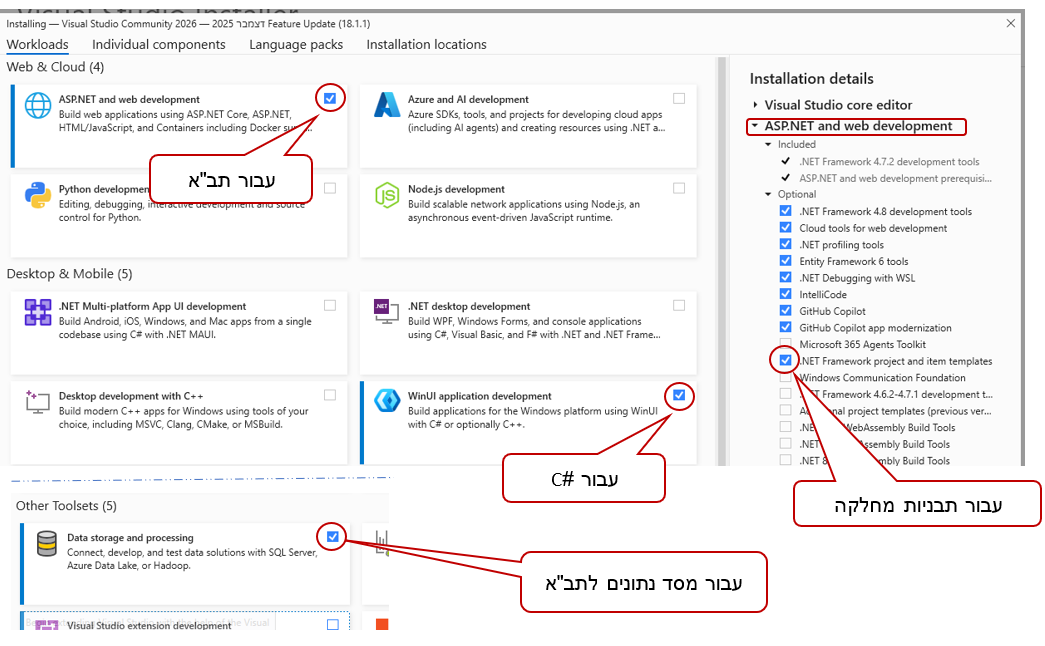 Visual Studio Installer
Installing — Visual Studio Community 2026 — דצמבר 2025 Feature Update (18.1.1)
Workloads Individual components Language packs Installation locations
Web & Cloud (4)
ASP.NET and web development
Build web applications using ASP.NET Core, ASP.NET,
HTML/JavaScript, and Containers including Docker su...
עבור תב"א
Azure and AI development
Azure SDKs, tools, and projects for developing cloud apps
(including AI agents) and creating resources using .NET a...
Python development
Editing, debugging, interactive development and source
control for Python.
Node.js development
Build scalable network applications using Node.js, an
asynchronous event-driven JavaScript runtime.
Desktop & Mobile (5)
.NET Multi-platform App UI development
Build Android, iOS, Windows, and Mac apps from a single
codebase using C# with .NET MAUI.
.NET desktop development
Build WPF, Windows Forms, and console applications
using C#, Visual Basic, and F# with .NET and .NET Frame...
Desktop development with C++
Build modern C++ apps for Windows using tools of your
choice, including MSVC, Clang, CMake, or MSBuild.
WinUI application development
Build applications for the Windows platform using WinUI
with C# or optionally C++.
עבור C#
Other Toolsets (5)
Data storage and processing
Connect, develop, and test data solutions with SQL Server,
Azure Data Lake, or Hadoop.
עבור מסד נתונים לתב"א
Visual Studio extension development
Installation details
Visual Studio core editor
ASP.NET and web development
Included
.NET Framework 4.7.2 development tools
ASP.NET and web development prerequisi...
Optional
.NET Framework 4.8 development tools
Cloud tools for web development
.NET profiling tools
Entity Framework 6 tools
.NET Debugging with WSL
IntelliCode
GitHub Copilot
GitHub Copilot app modernization
Microsoft 365 Agents Toolkit
.NET Framework project and item templates
Windows Communication Foundation
.NET Framework 4.6.2-4.7.1 development t...
project templates (previous ver...
WebAssembly Build Tools
.NET Build Tools
.NET 8 Build Tools
עבור תבניות מחלקה